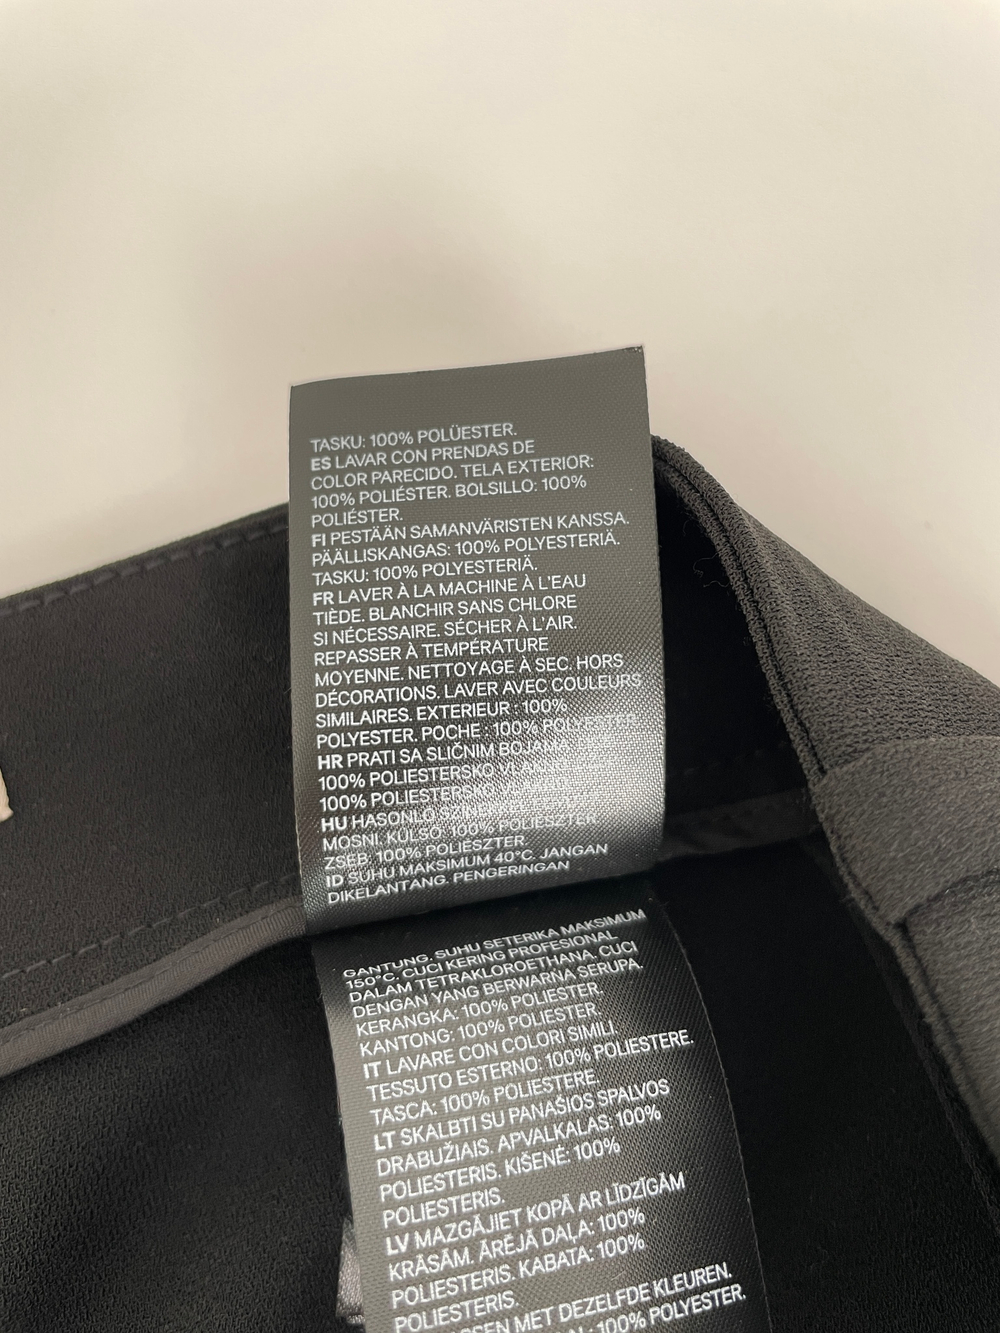 TASKU: 100% POLÜESTER.
ES LAVAR CON PRENDAS DE
COLOR PARECIDO. TELA EXTERIOR:
100% POLIÉSTER. BOLSILLO: 100%
POLIÉSTER.
FI PESTÄÄN SAMANVÄRISTEN KANSSA.
PÄÄLLISKANGAS: 100% POLYESTERIÄ.
TASKU: 100% POLYESTERIÄ.
FR LAVER À LA MACHINE À L'EAU
TIÈDE. BLANCHIR SANS CHLORE
SI NÉCESSAIRE. SÉCHER À L'AIR.
REPASSER À TEMPÉRATURE
MOYENNE. NETTOYAGE À SEC. HORS
DÉCORATIONS. LAVER AVEC COULEURS
SIMILAIRES. EXTERIEUR : 100%
POLYESTER. POCHE : 100% POLYESTER.
HR PRATI SA SLIČNIM BOJAMA.
100% POLIESTERSKO
100% POLIESTERSKO
HU HASONLÓ
MOSNI. KÜLSŐ: 100% POLIÉSZTER
ZSEB: 100% POLIÉSZTER
ID SUHU MAKSIMUM 40°C. JANGAN
DIKELANTANG. PENGERINGAN
GANTUNG. SUHU SETERIKA MAKSIMUM
150°C. CUCI KERING PROFESIONAL
DALAM TETRAKLOROETHANA. CUCI
DENGAN YANG BERWARNA SERUPA.
KERANGKA: 100% POLIESTER.
KANTONG: 100% POLIESTER
IT LAVARE CON COLORI SIMILI.
TESSUTO ESTERNO: 100% POLIESTERE.
TASCA: 100% POLIESTERE.
LT SKALBTI SU PANAŠIOS SPALVOS
DRABUŽIAIS. APVALKALAS: 100%
POLIESTERIS. KIŠENĖ: 100%
POLIESTERIS.
LV MAZGĀJIET KOPĀ AR LĪDZĪGĀM
KRĀSĀM. ĀRĒJĀ DAĻA: 100%
POLIESTERIS. KABATA: 100%
POLIESTERIS.
MET DEZELFDE KLEUREN.
100% POLYESTER.